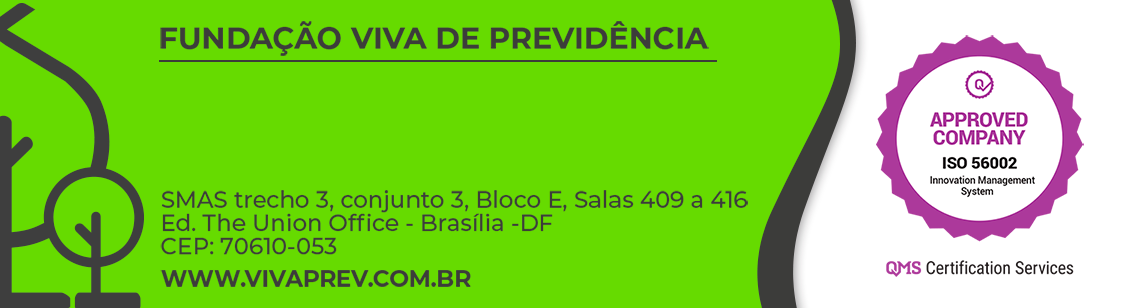 FUNDAÇÃO VIVA DE PREVIDÊNCIA
SMAS trecho 3, conjunto 3, Bloco E, Salas 409 a 416
Ed. The Union Office - Brasília -DF
CEP: 70610-053
WWW.VIVAPREV.COM.BR
Q
APPROVED
COMPANY
ISO 56002
Innovation Management
System
QMS Certification Services